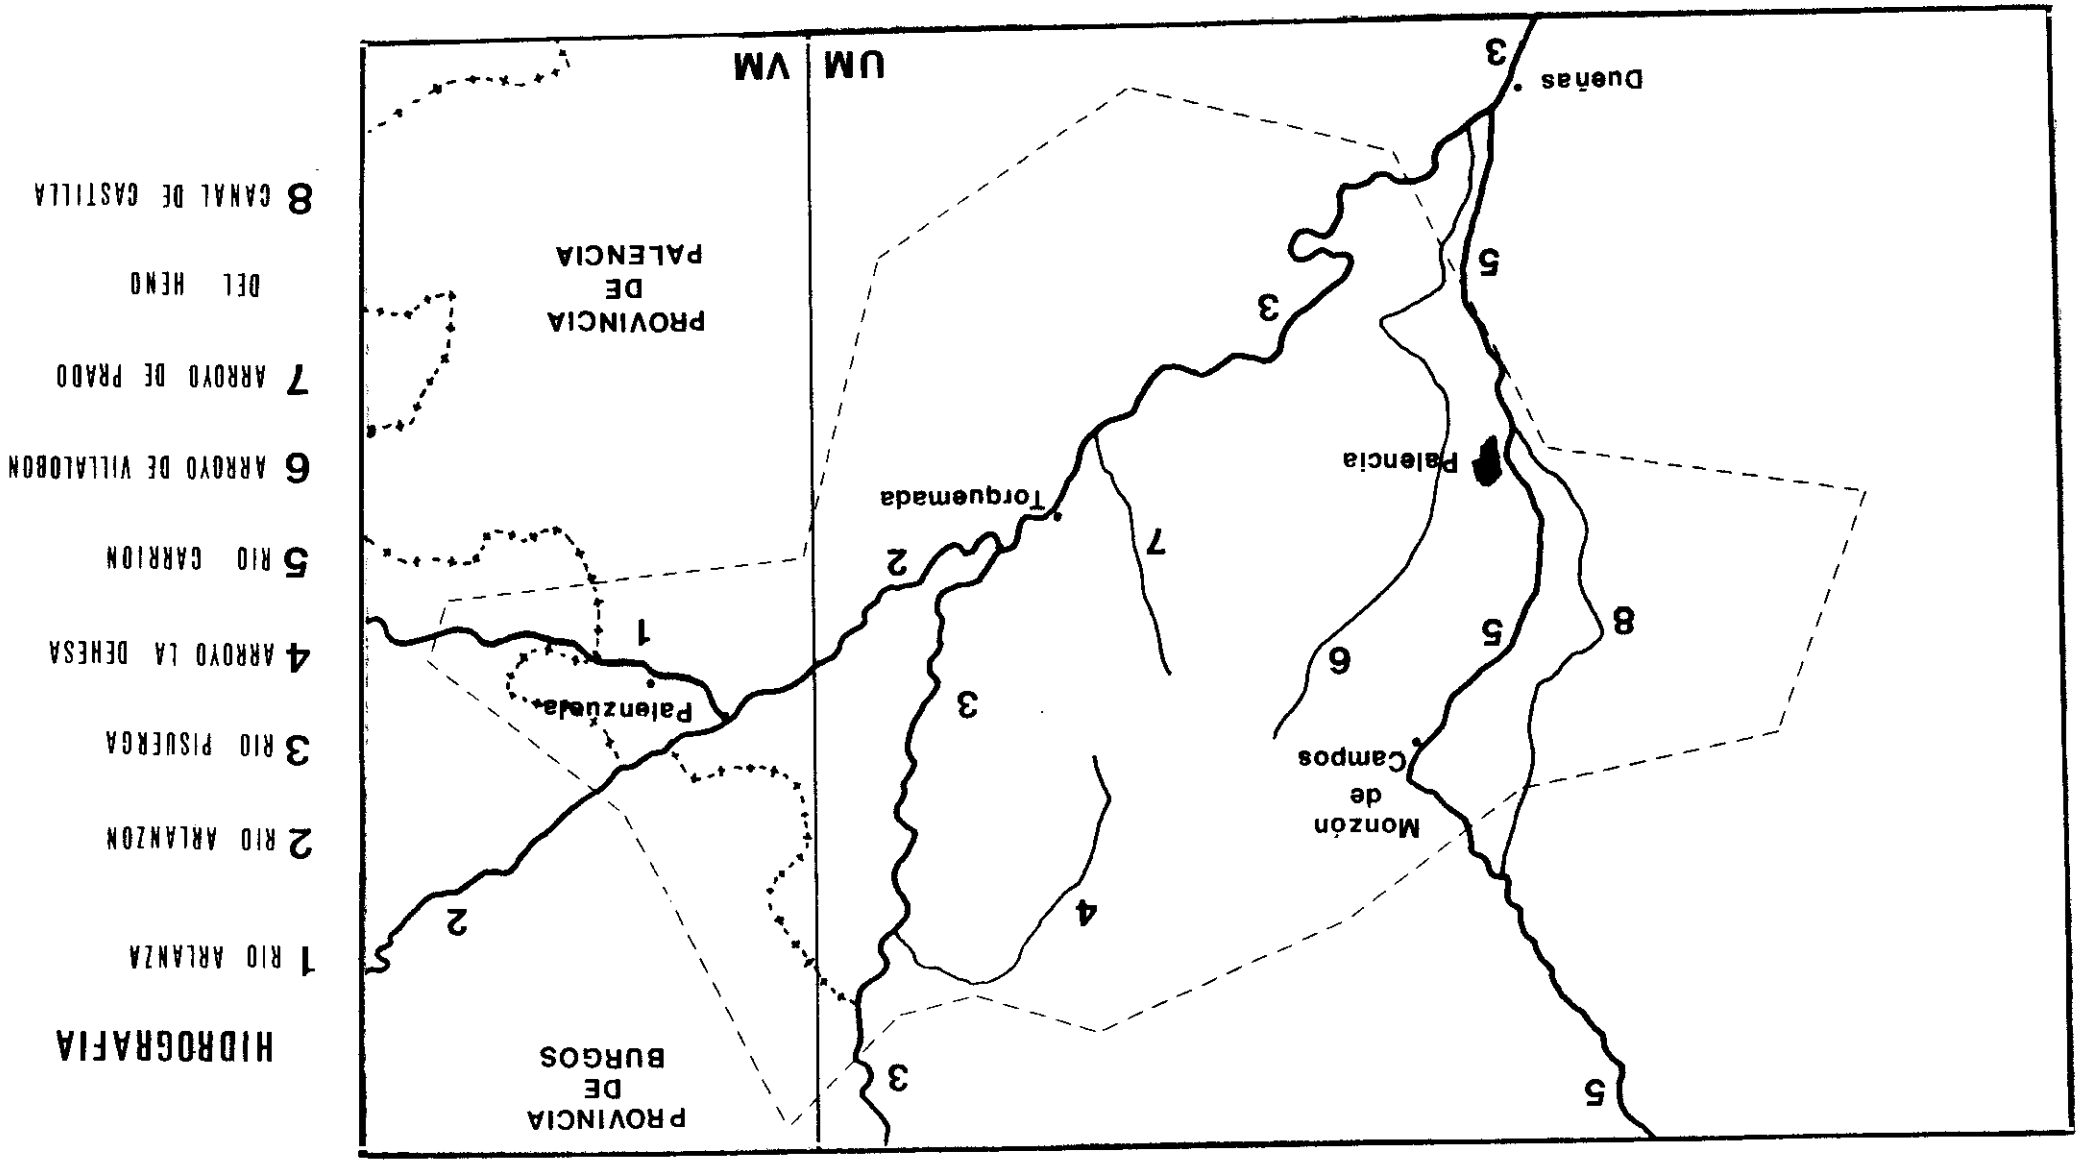 HIDROGRAFIA
1 RIO ARLANZA
2 RIO ARLANZON
3 RIO PISUERGA
4 ARROYO LA DEHESA
5 RIO CARRION
6 ARROYO DE VILLALOBON
7 ARROYO DE PRADO
DEL HENO
8 CANAL DE CASTILLA
5
3
PROVINCIA
DE
BURGOS
4
2
Monzón
de
Campos
8
5
6
3
Palenzuela
1
7
2
Torquemada
Palencia
3
PROVINCIA
DE
PALENCIA
5
Dueñas
3
UM
VM